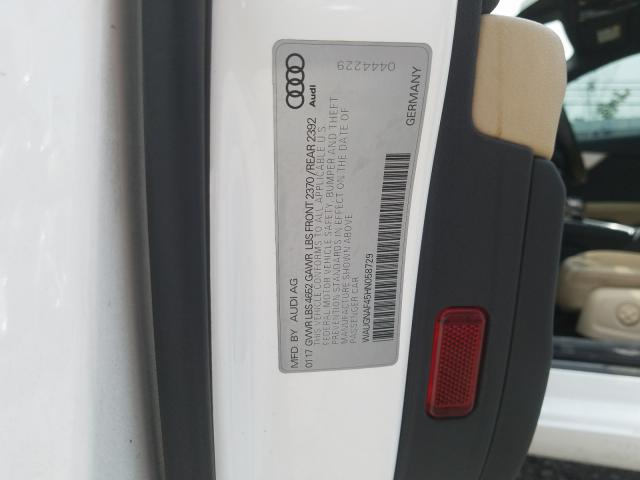 MFD BY AUDI AG
0117 GVWR LBS 4652 GAWR LBS FRONT 2370 / REAR 2392
THIS VEHICLE CONFORMS TO ALL APPLICABLE U.S.
FEDERAL MOTOR VEHICLE SAFETY, BUMPER AND THEFT
PREVENTION STANDARDS IN EFFECT ON THE DATE OF
MANUFACTURE SHOWN ABOVE
PASSENGER CAR
WAUGNAF45HN058729
Audi
GERMANY
0444229